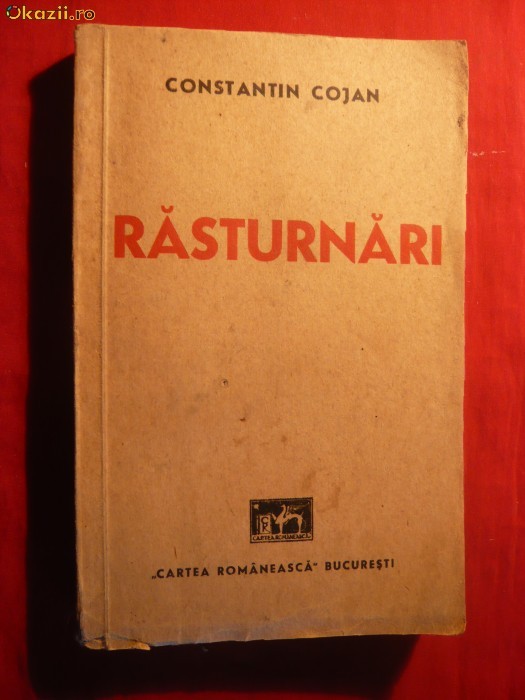 Okazii.ro
CONSTANTIN COJAN
RĂSTURNĂRI
CARTEA ROMÂNEASCĂ
„CARTEA ROMÂNEASCĂ" BUCUREȘTI